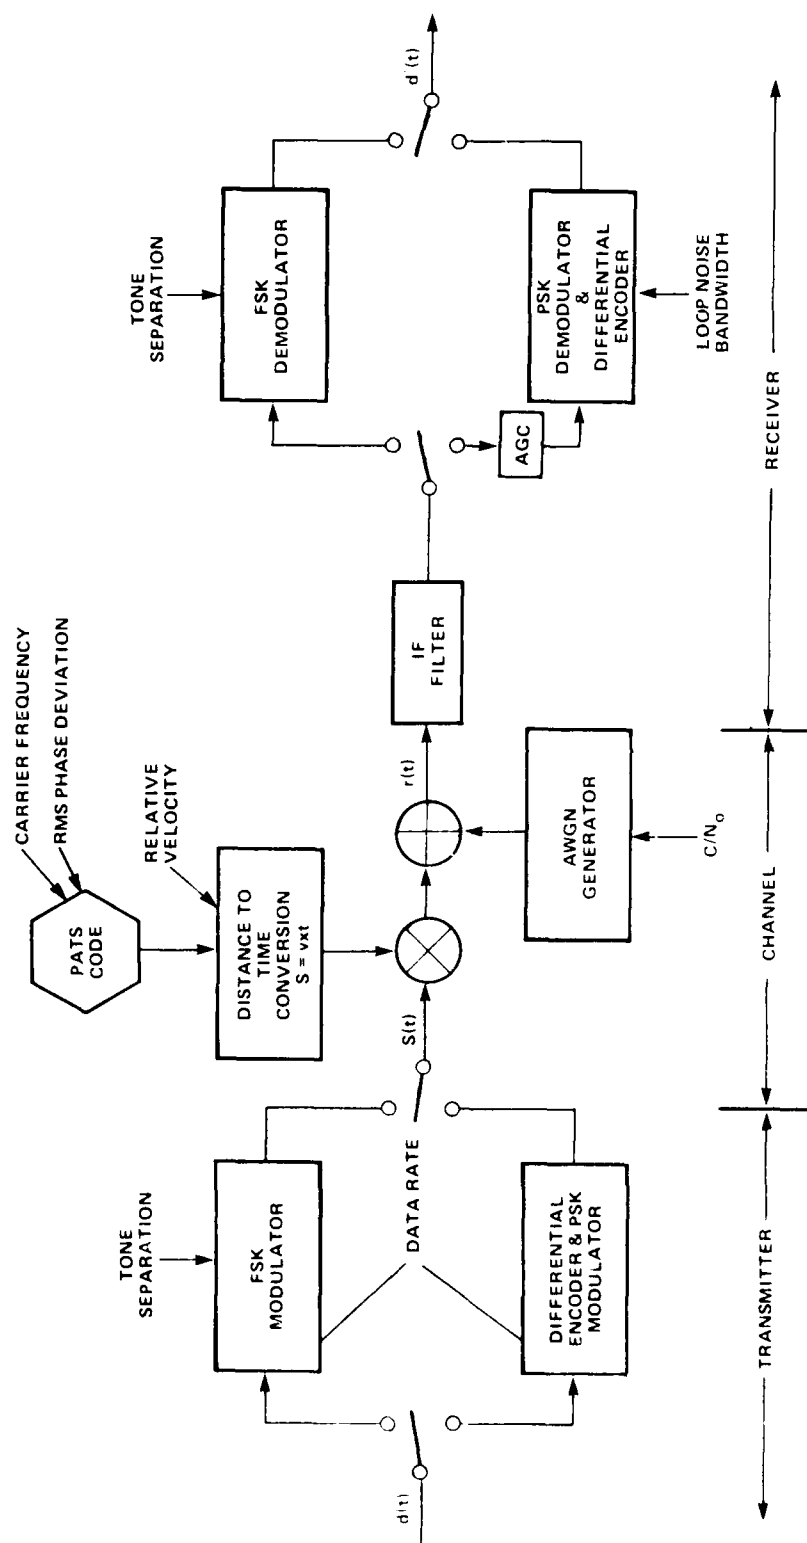 d(t)
TONE
SEPARATION
FSK
MODULATOR
DATA RATE
DIFFERENTIAL
ENCODER & PSK
MODULATOR
S(t)
PATS
CODE
CARRIER FREQUENCY
RMS PHASE DEVIATION
DISTANCE TO
TIME
CONVERSION
S = vxt
RELATIVE
VELOCITY
r(t)
AWGN
GENERATOR
C/No
IF
FILTER
TONE
SEPARATION
FSK
DEMODULATOR
AGC
PSK
DEMODULATOR
&
DIFFERENTIAL
ENCODER
LOOP NOISE
BANDWIDTH
d (t)
TRANSMITTER
CHANNEL
RECEIVER